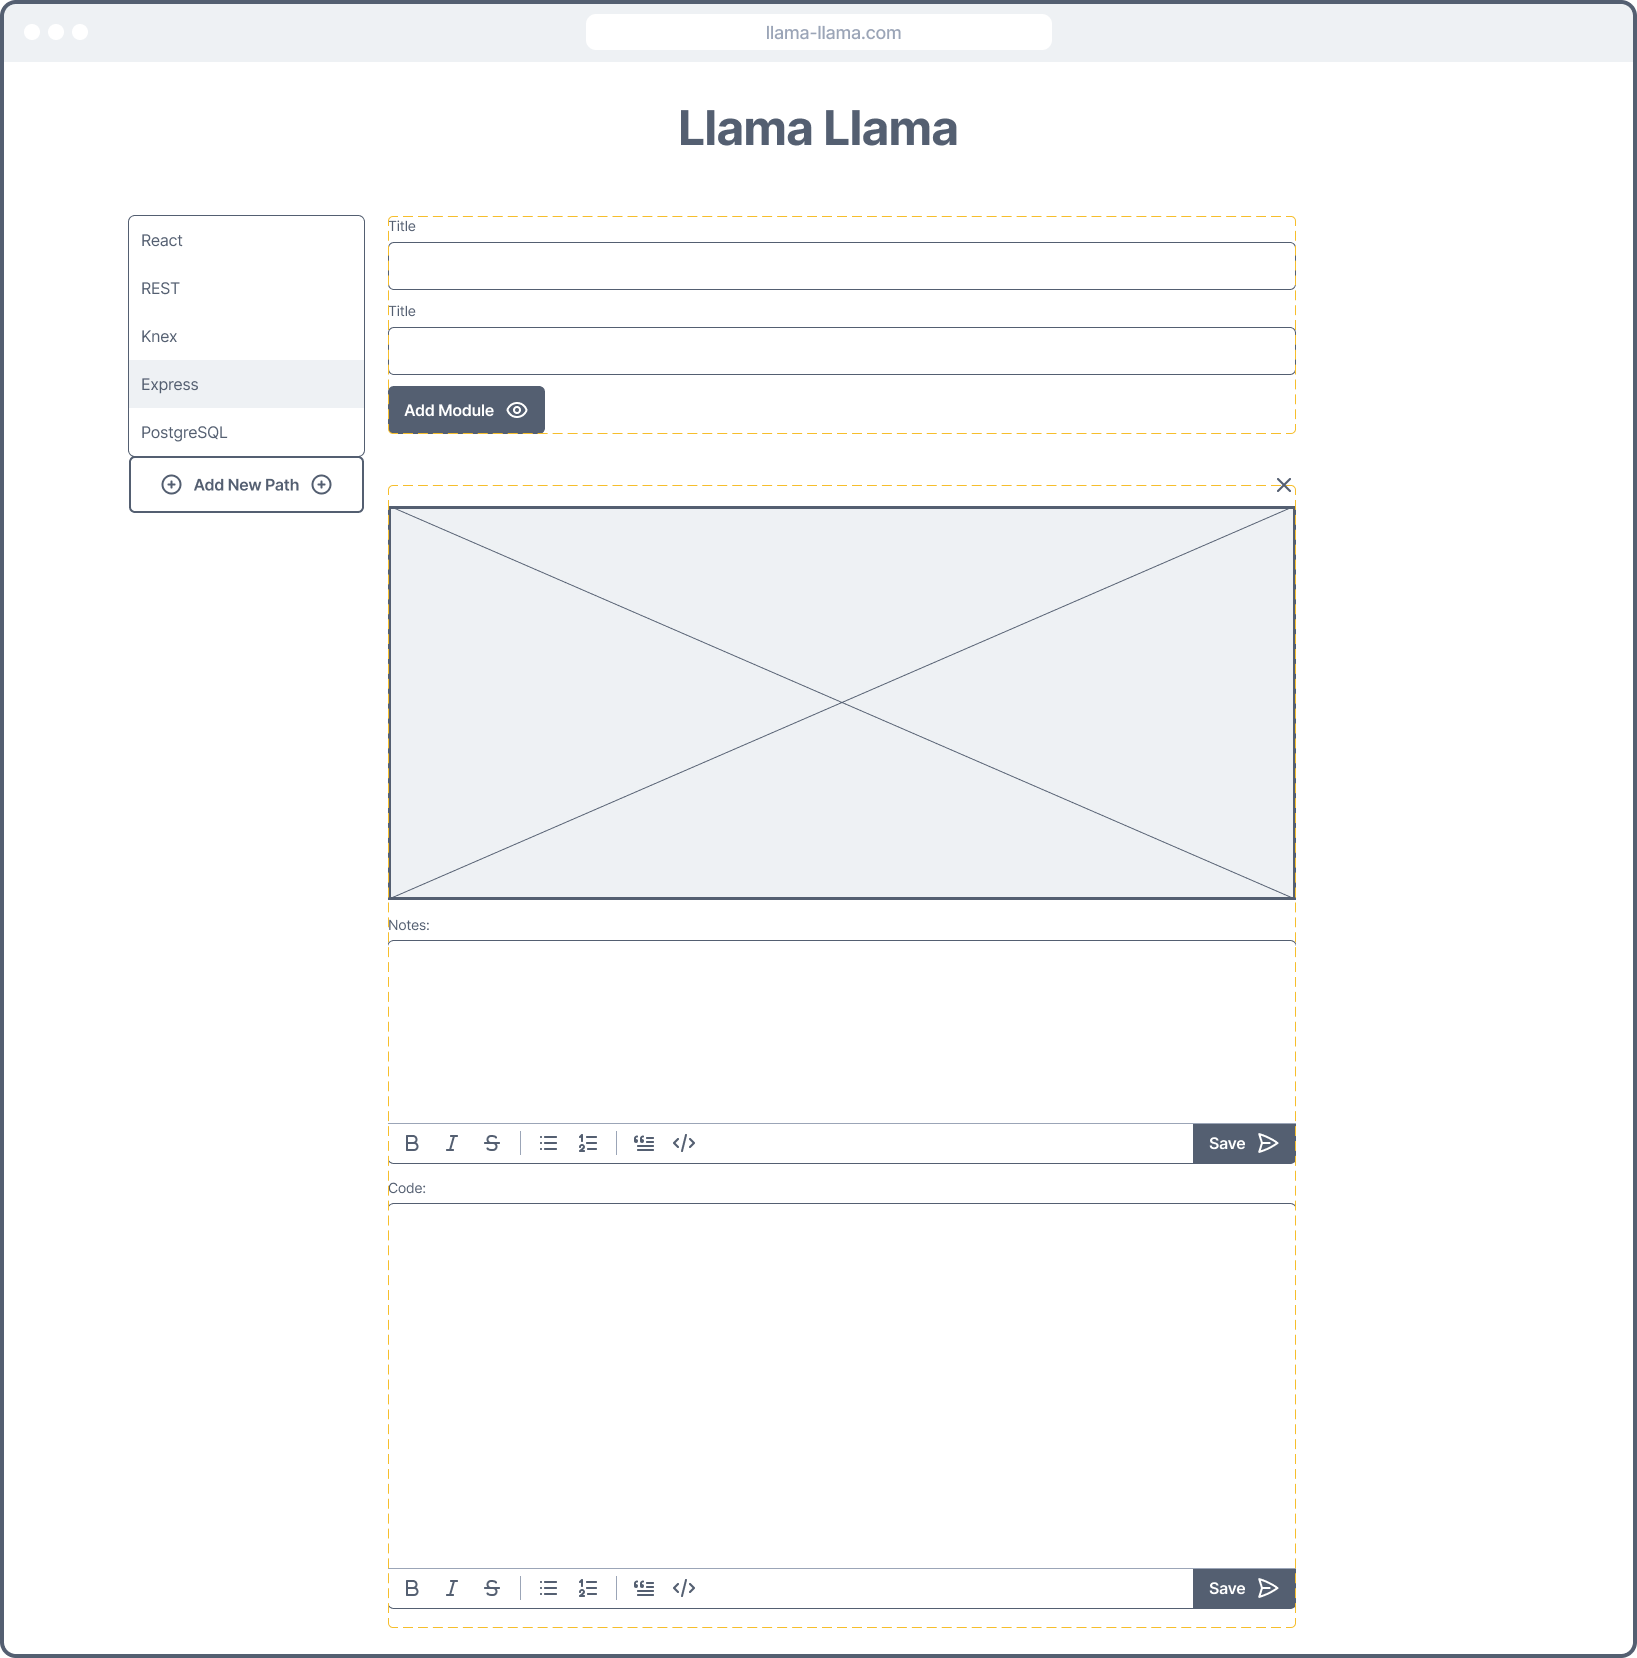 llama-llama.com
Llama Llama
React
REST
Knex
Express
PostgreSQL
Add New Path
Title
Title
Add Module
Notes:
Save
Code:
Save